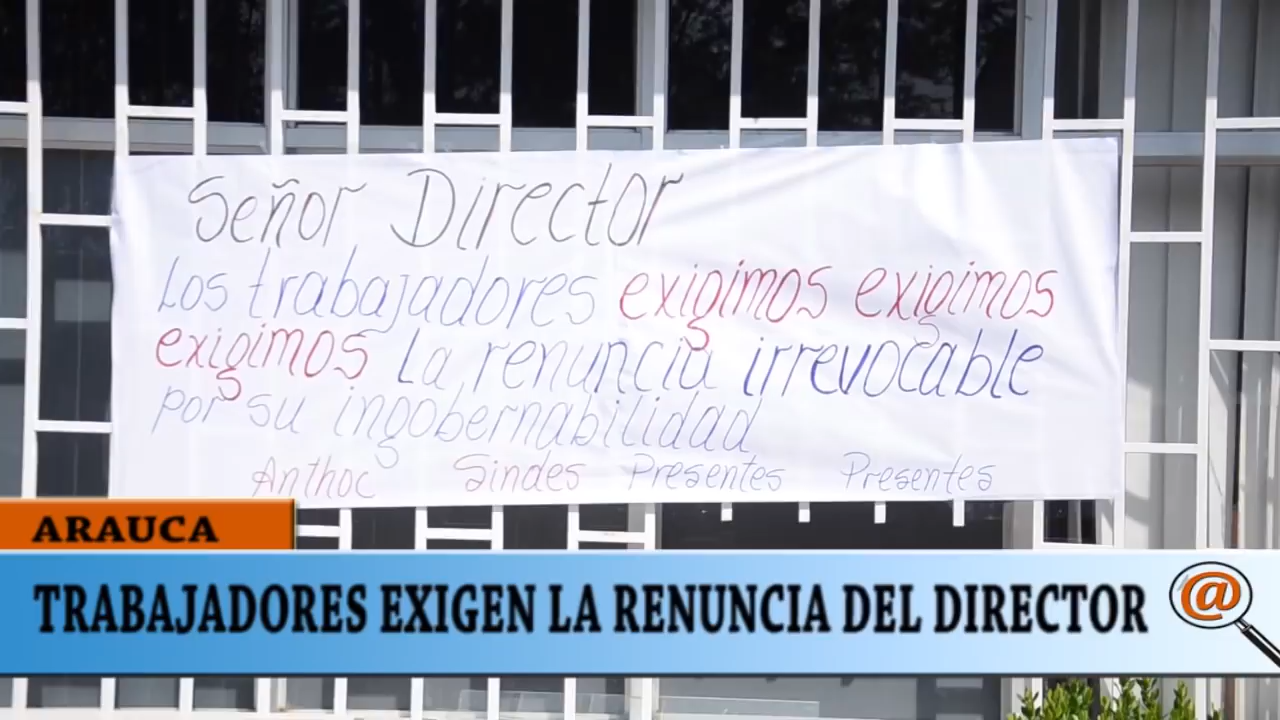 Señor Director
Los trabajadores exigimos exigimos
exigimos La renuncia irrevocable
por su ingobernabilidad
Anthoc Sindes Presentes Presentes
ARAUCA
TRABAJADORES EXIGEN LA RENUNCIA DEL DIRECTOR
@